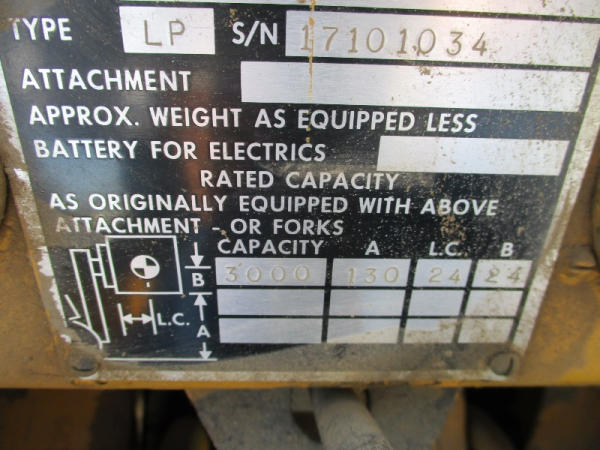 TYPE LP S/N 17101034
ATTACHMENT
APPROX. WEIGHT AS EQUIPPED LESS
BATTERY FOR ELECTRICS
RATED CAPACITY
AS ORIGINALLY EQUIPPED WITH ABOVE
ATTACHMENT - OR FORKS
CAPACITY A L.C. B
3000 130 24 24
B
L.C. A